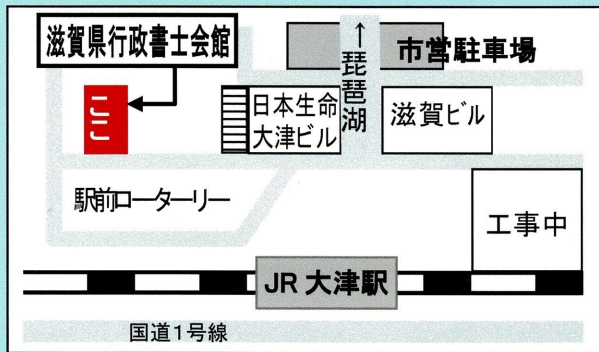 滋賀県行政書士会館
ここ
↑琵琶湖
市営駐車場
日本生命
大津ビル
滋賀ビル
駅前ローターリー
工事中
JR 大津駅
国道1号線